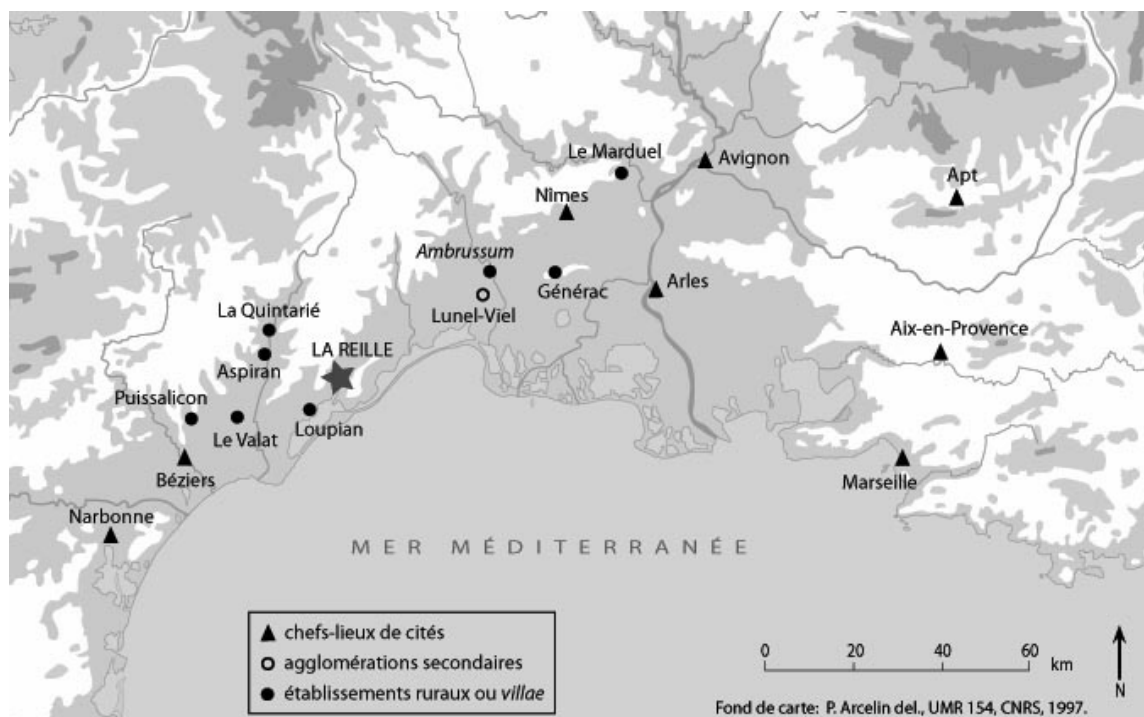 Le Marduel
Avignon
Apt
Nîmes
Ambrussum
Générac
Arles
Lunel-Viel
La Quintarié
Aix-en-Provence
LA REILLE
Aspiran
Puissalicon
Le Valat
Loupian
Béziers
Marseille
Narbonne
MER MÉDITERRANÉE
chefs-lieux de cités
agglomérations secondaires
établissements ruraux ou villae
0 20 40 60
km
N
Fond de carte: P. Arcelin del., UMR 154, CNRS, 1997.